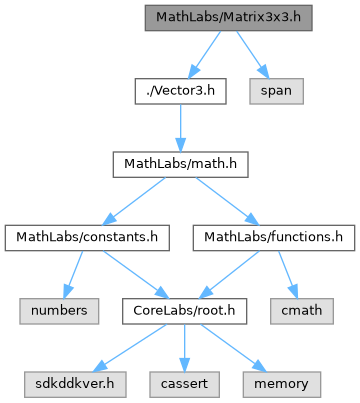 MathLabs/Matrix3x3.h
./Vector3.h
span
MathLabs/math.h
MathLabs/constants.h
MathLabs/functions.h
numbers
CoreLabs/root.h
cmath
sdkddkver.h
cassert
memory